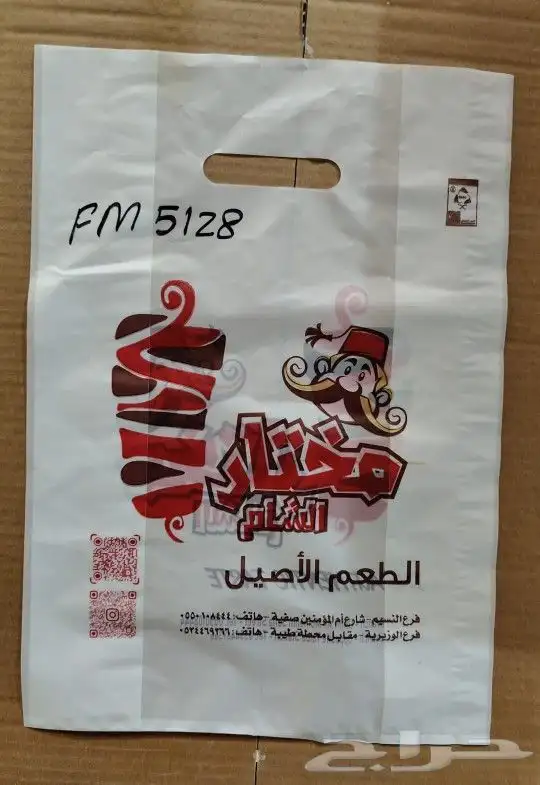 FM 5128
مختار
الشام
الطعم الأصيل
فرع النسيم - شارع أم المؤمنين صفية - هاتف: ٠٥٥٠١٠٨٤٤٤
فرع الوزيرية - مقابل محطة طيبة - هاتف: ٠٥٣٤٤٦٩٢٦٦
حراج